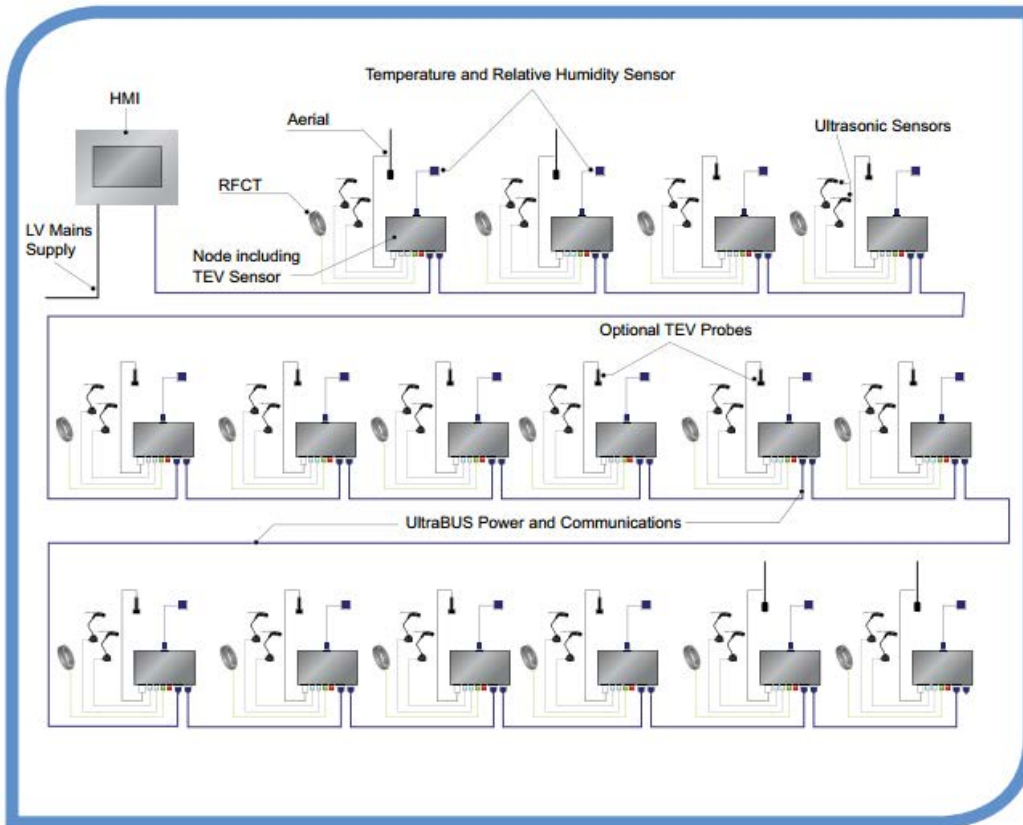 Temperature and Relative Humidity Sensor
HMI
Aerial
Ultrasonic Sensors
RFCT
LV Mains
Supply
Node including
TEV Sensor
Optional TEV Probes
UltraBUS Power and Communications